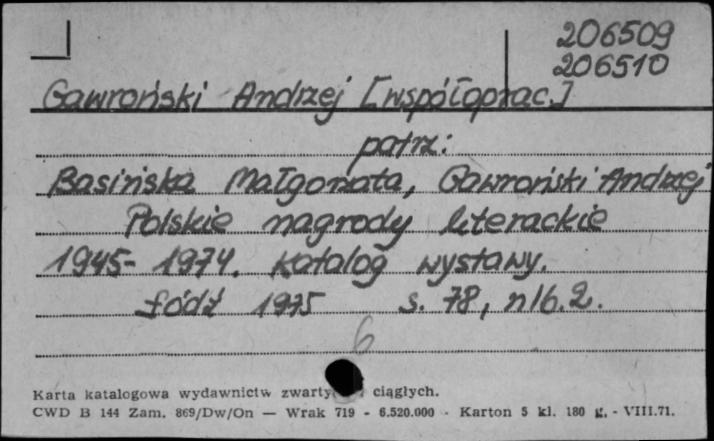 206509
206510
Gawroński Andrzej [współoprac.]
patrz:
Basińska Małgorzata, Gawroński Andrzej
Polskie nagrody literackie
1945-1974. Katalog wystawy.
Łódź 1975 s. 78, nlb. 2.
6
Karta katalogowa wydawnictw zwarty ciągłych.
CWD B 144 Zam. 869/Dw/On — Wrak 719 - 6.520.000 - Karton 5 kl. 180 g. - VIII.71.